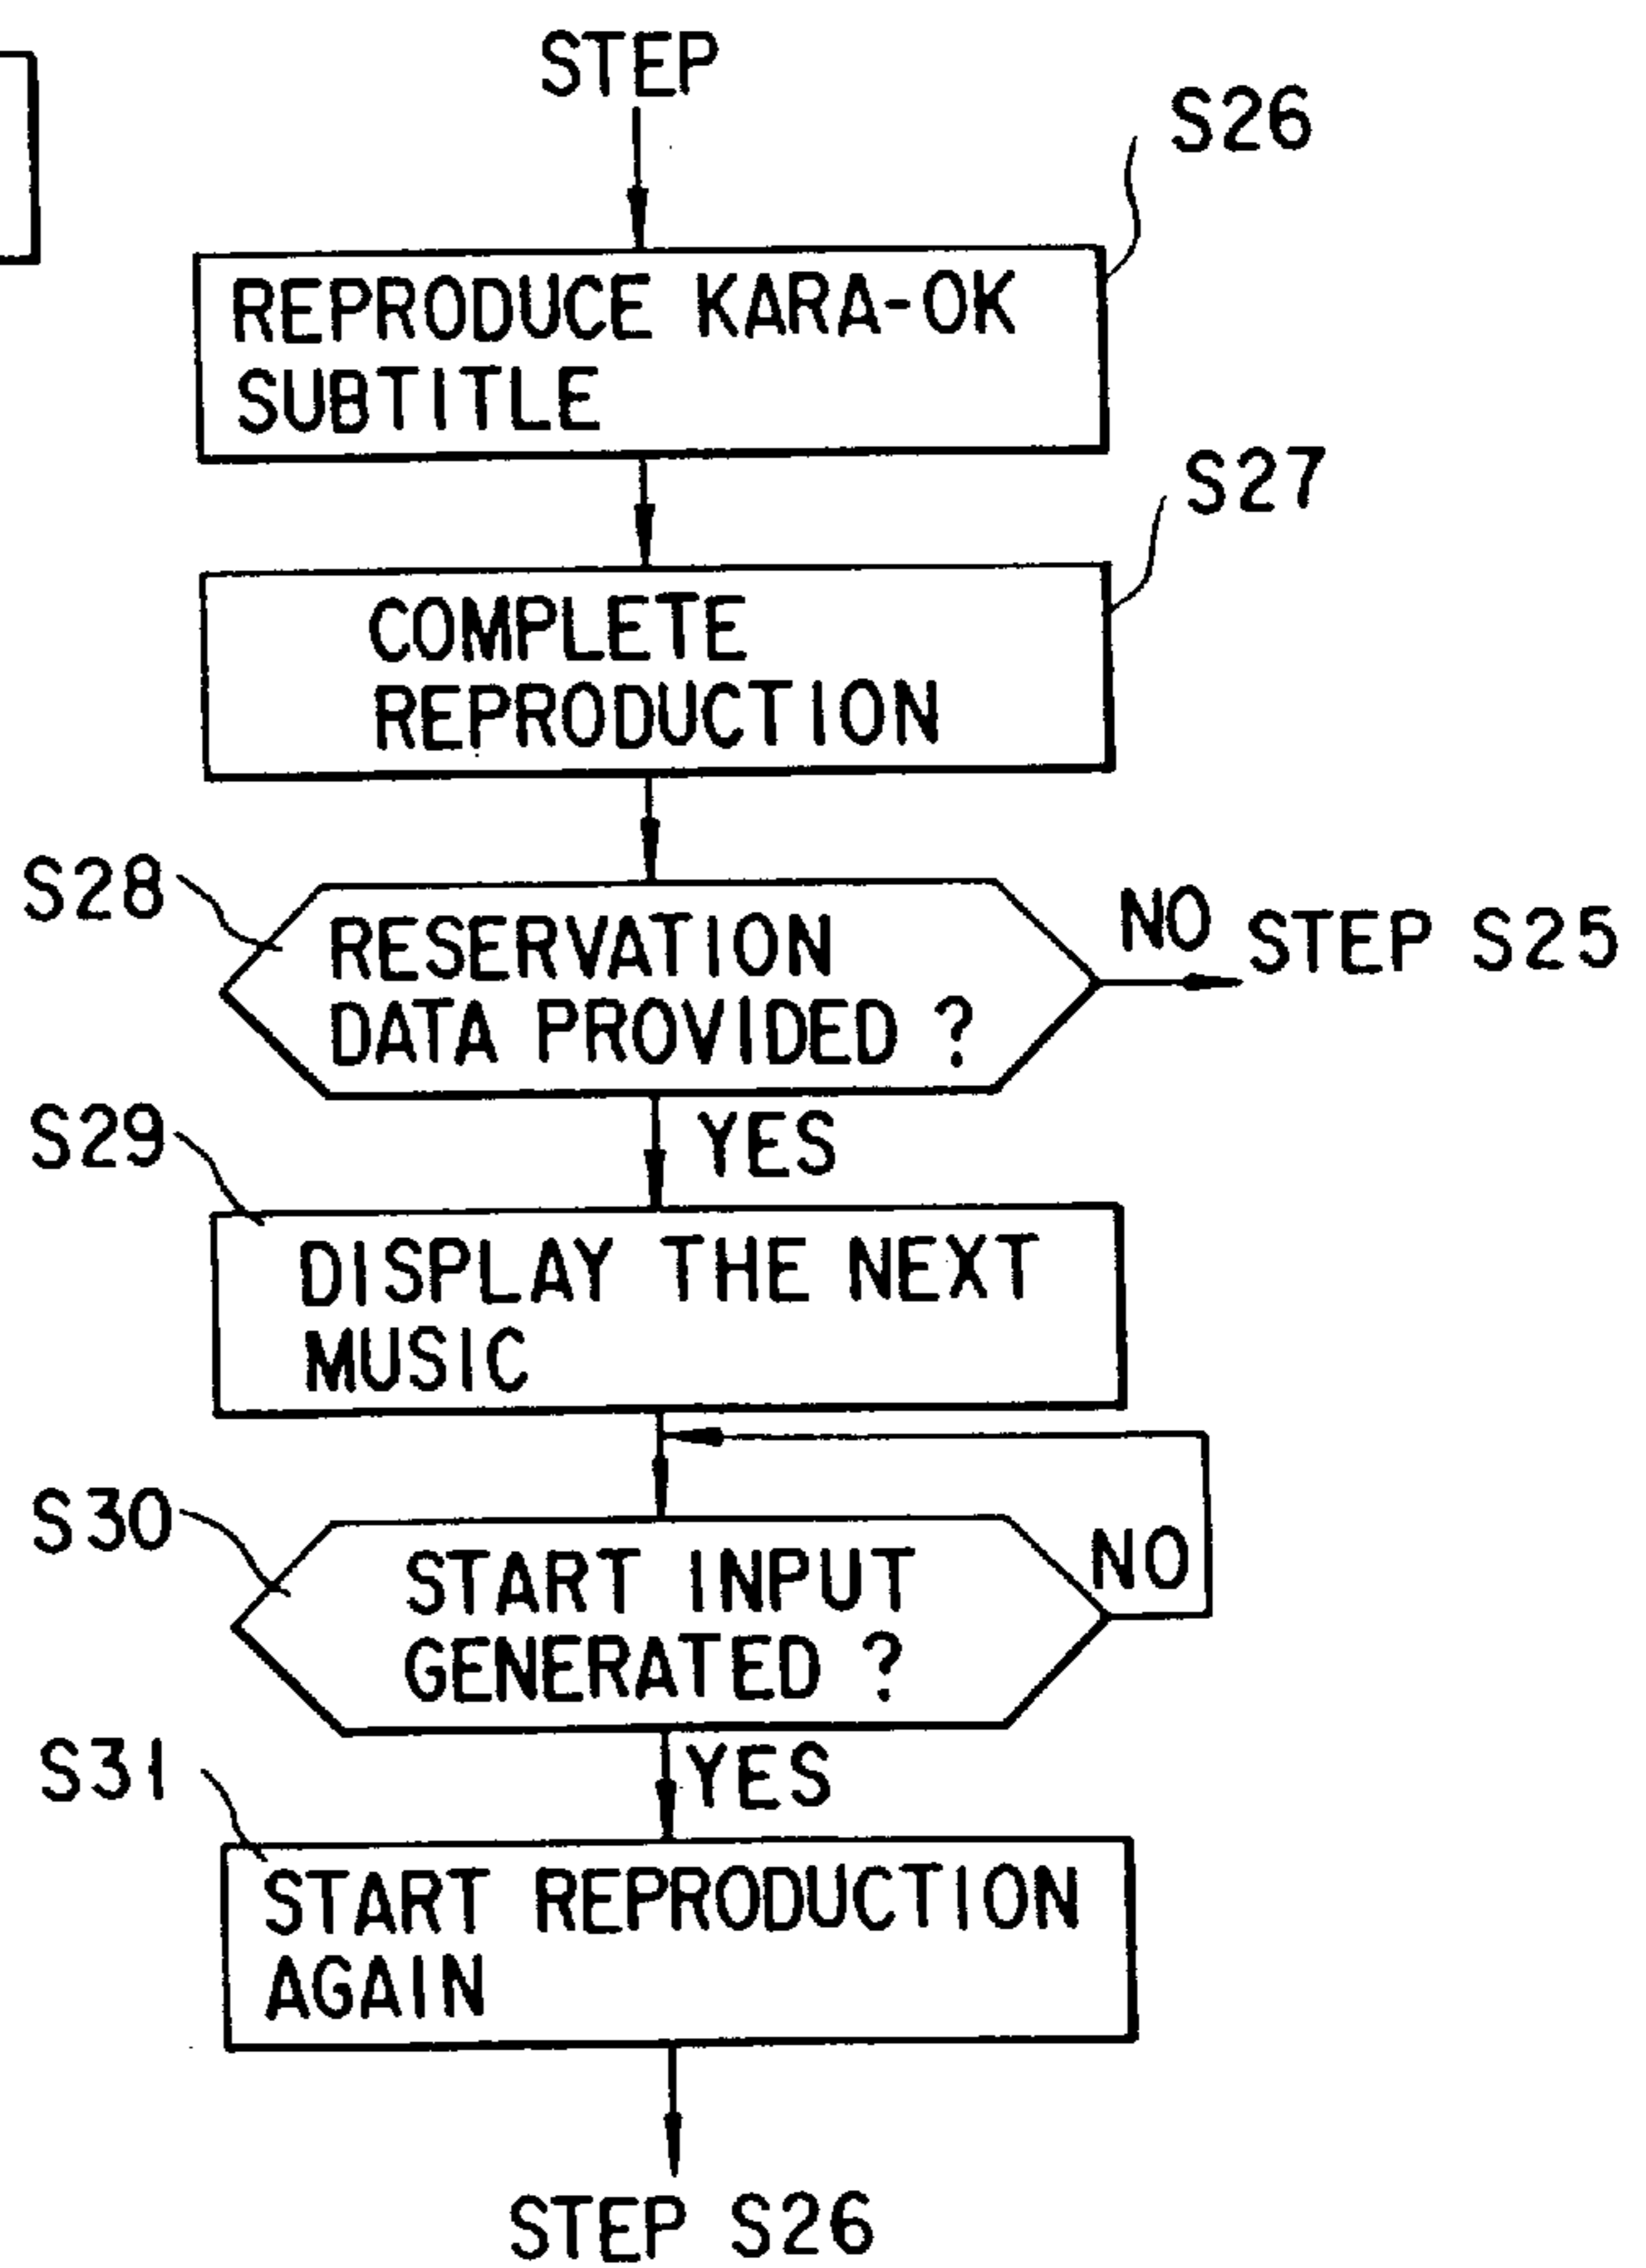 STEP
S26
REPRODUCE KARA-OK
SUBTITLE
S27
COMPLETE
REPRODUCTION
S28
RESERVATION
DATA PROVIDED ?
NO
STEP S25
YES
S29
DISPLAY THE NEXT
MUSIC
S30
START INPUT
GENERATED ?
NO
YES
S31
START REPRODUCTION
AGAIN
STEP S26